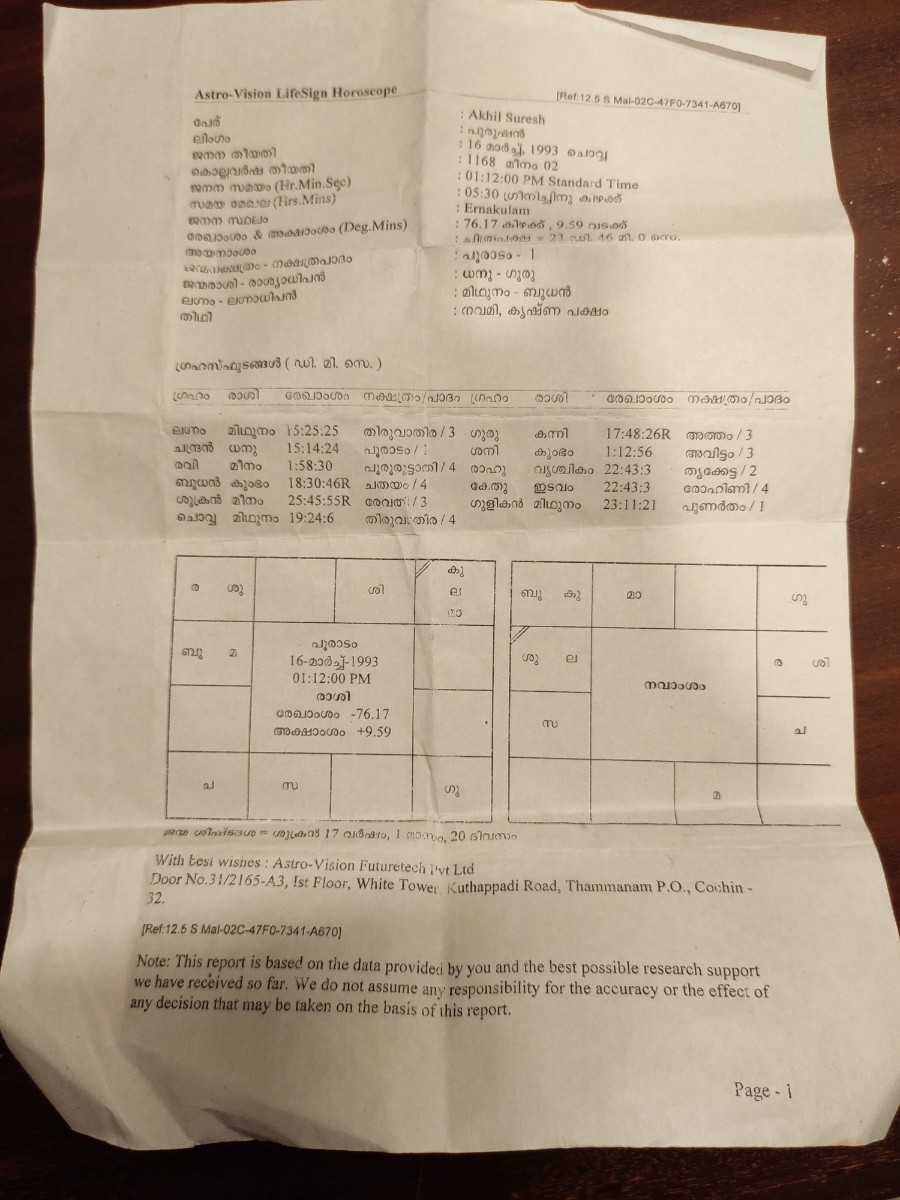 Astro-Vision LifeSign Horoscope [Ref:12.5 S Mal-02C-47F0-7341-A670]
പേര് : Akhil Suresh
ലിംഗം : പുരുഷൻ
ജനന തീയതി : 16 മാർച്ച്, 1993 ചൊവ്വ
കൊല്ലവർഷ തീയതി : 1168 മീനം 02
ജനന സമയം (Hr.Min.Sec) : 01:12:00 PM Standard Time
സമയ മേഖല (Hrs.Mins) : 05:30 ഗ്രീനിച്ചിനു കിഴക്ക്
ജനന സ്ഥലം : Ernakulam
രേഖാംശം & അക്ഷാംശം (Deg.Mins) : 76.17 കിഴക്ക് , 9.59 വടക്ക്
അയനാംശം : ചിത്രപക്ഷ = 23 ഡി. 46 മി. 0 സെ.
ജന്മനക്ഷത്രം - നക്ഷത്രപാദം : പൂരാടം - 1
ജന്മരാശി - രാശ്യാധിപൻ : ധനു - ഗുരു
ലഗ്നം - ലഗ്നാധിപൻ : മിഥുനം - ബുധൻ
തിഥി : നവമി, കൃഷ്ണ പക്ഷം
ഗ്രഹസ്ഫുടങ്ങൾ ( ഡി. മി. സെ. )
ഗ്രഹം രാശി രേഖാംശം നക്ഷത്രം/പാദം ഗ്രഹം രാശി രേഖാംശം നക്ഷത്രം/പാദം
ലഗ്നം മിഥുനം 15:25:25 തിരുവാതിര / 3 ഗുരു കന്നി 17:48:26R അത്തം / 3
ചന്ദ്രൻ ധനു 15:14:24 പൂരാടം / 1 ശനി കുംഭം 1:12:56 അവിട്ടം / 3
രവി മീനം 1:58:30 പൂരുരുട്ടാതി / 4 രാഹു വൃശ്ചികം 22:43:3 തൃക്കേട്ട / 2
ബുധൻ കുംഭം 18:30:46R ചതയം / 4 കേതു ഇടവം 22:43:3 രോഹിണി / 4
ശുക്രൻ മീനം 25:45:55R രേവതി / 3 ഗുളികൻ മിഥുനം 23:11:21 പുണർതം / 1
ചൊവ്വ മിഥുനം 19:24:6 തിരുവാതിര / 4
ര ശു ശി കു
ല
മാ
ബു മ
പൂരാടം
16-മാർച്ച്-1993
01:12:00 PM
രാശി
രേഖാംശം -76.17
അക്ഷാംശം +9.59
ച സ ഗു
ബു കു മാ ഗു
ശു ല ര ശി
നവാംശം
സ ച
മ
ജന്മ ശിഷ്ടദശ = ശുക്രൻ 17 വർഷം, 1 മാസം, 20 ദിവസം
With best wishes : Astro-Vision Futuretech Pvt Ltd
Door No.31/2165-A3, Ist Floor, White Tower, Kuthappadi Road, Thammanam P.O., Cochin -
32.
[Ref:12.5 S Mal-02C-47F0-7341-A670]
Note: This report is based on the data provided by you and the best possible research support
we have received so far. We do not assume any responsibility for the accuracy or the effect of
any decision that may be taken on the basis of this report.
Page - 1